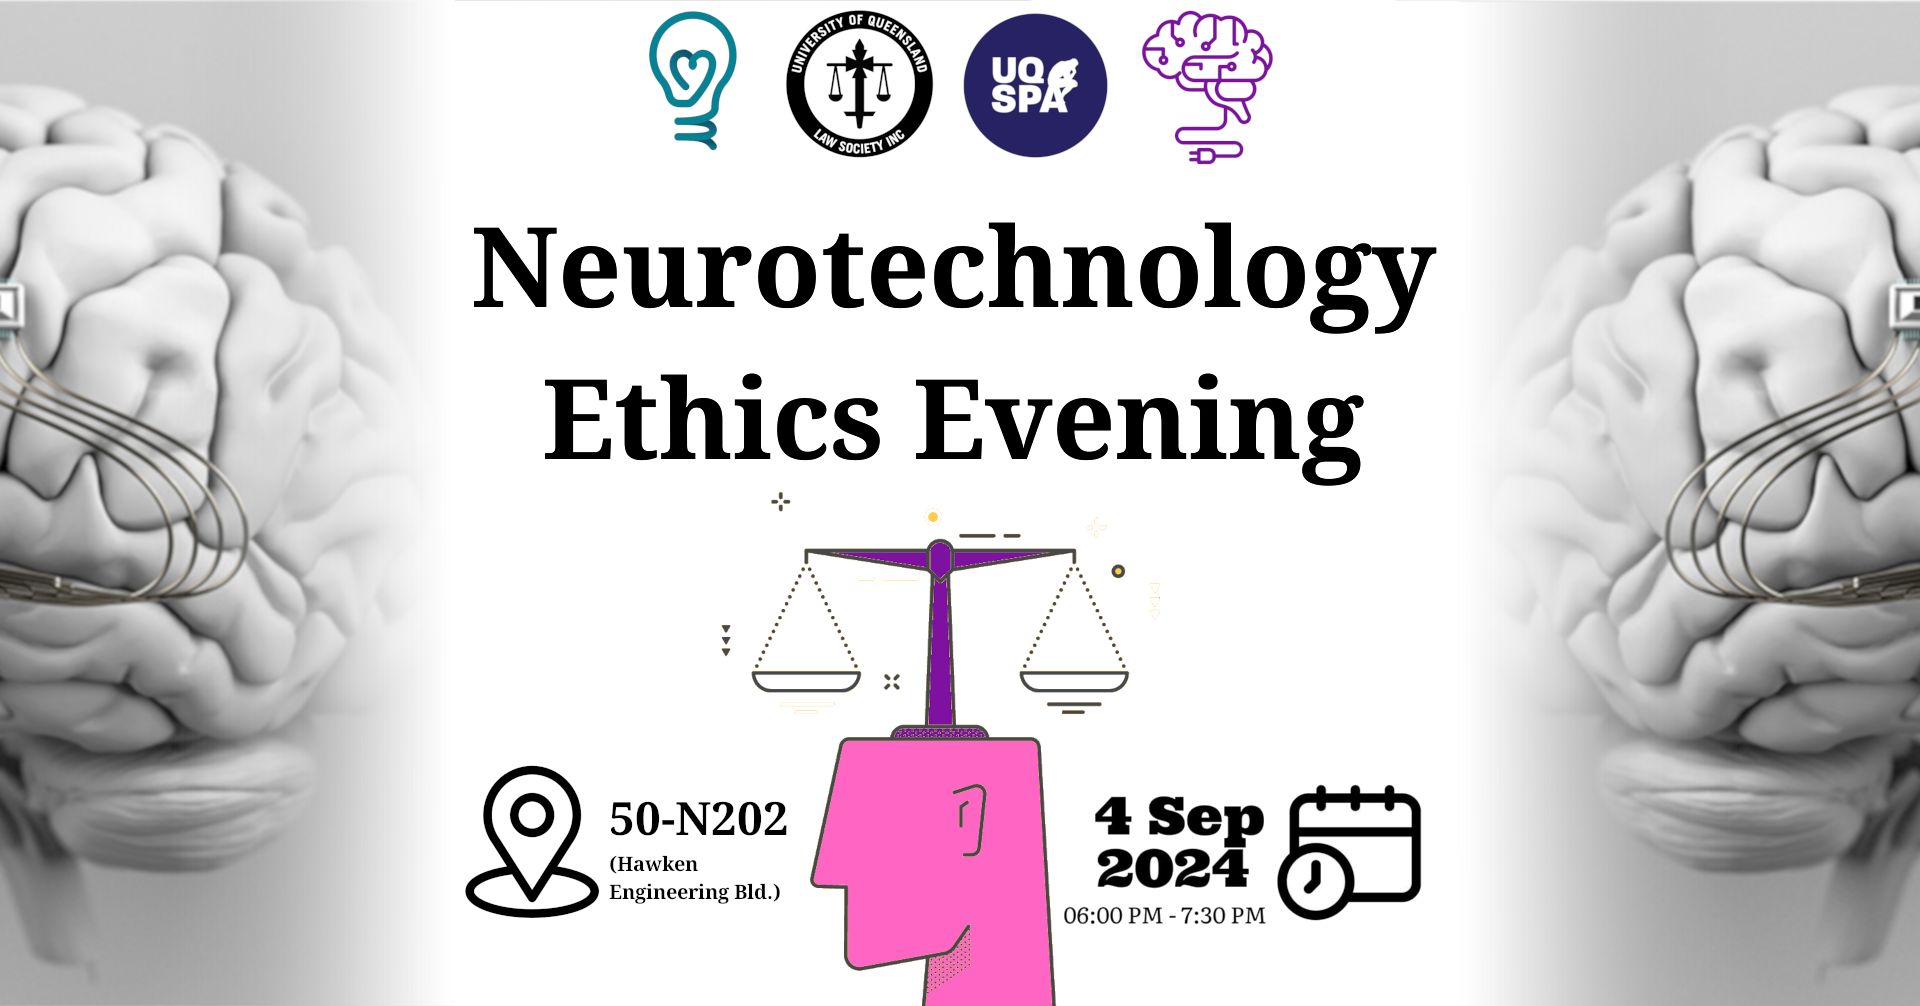 UNIVERSITY OF QUEENSLAND
LAW SOCIETY INC
UQ
SPA
Neurotechnology
Ethics Evening
50-N202
(Hawken
Engineering Bld.)
4 Sep
2024
06:00 PM - 7:30 PM